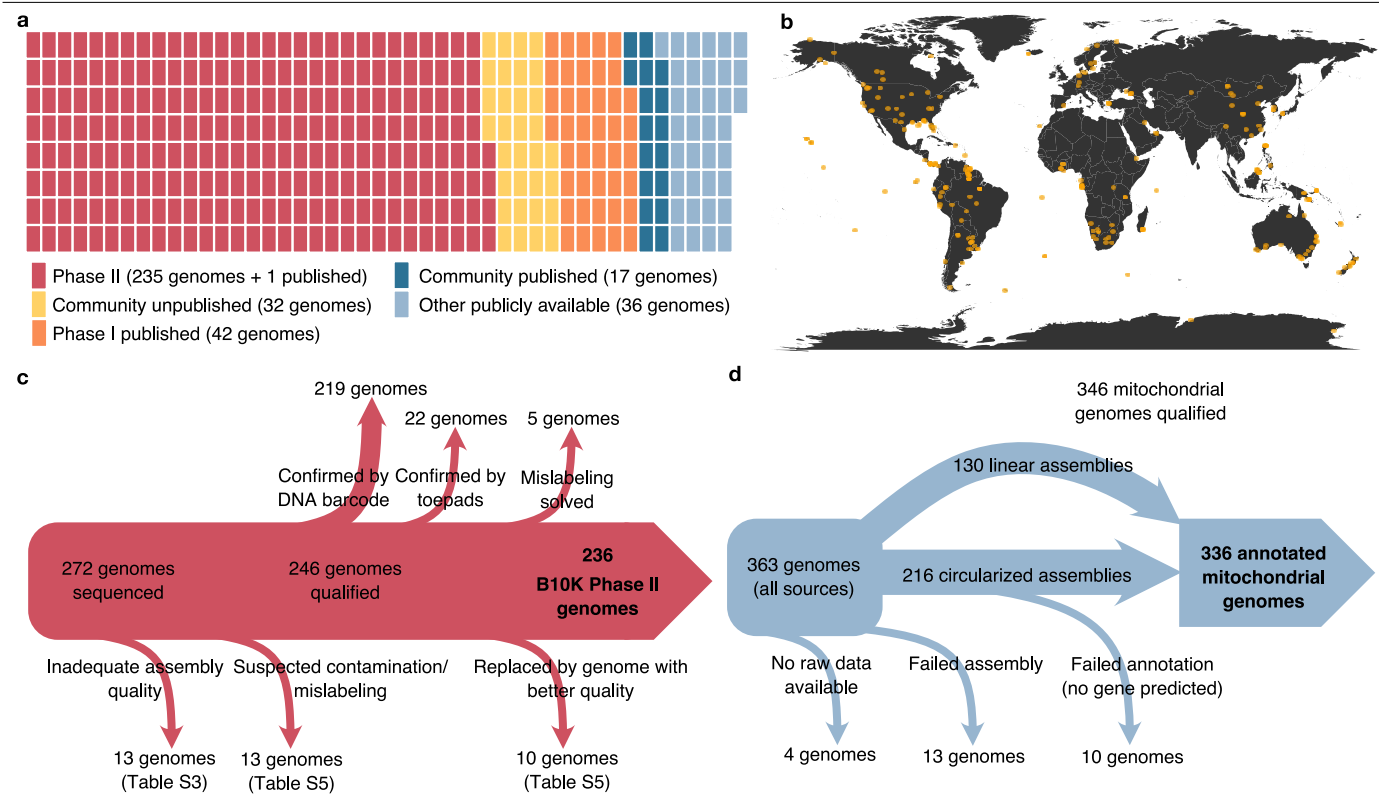 a
Phase II (235 genomes + 1 published)
Community unpublished (32 genomes)
Phase I published (42 genomes)
Community published (17 genomes)
Other publicly available (36 genomes)
b
c
219 genomes
22 genomes
5 genomes
Confirmed by
DNA barcode
Confirmed by
toepads
Mislabeling
solved
272 genomes
sequenced
246 genomes
qualified
236
B10K Phase II
genomes
Inadequate assembly
quality
Suspected contamination/
mislabeling
Replaced by genome with
better quality
13 genomes
(Table S3)
13 genomes
(Table S5)
10 genomes
(Table S5)
d
346 mitochondrial
genomes qualified
130 linear assemblies
363 genomes
(all sources)
216 circularized assemblies
336 annotated
mitochondrial
genomes
No raw data
available
Failed assembly
Failed annotation
(no gene predicted)
4 genomes
13 genomes
10 genomes